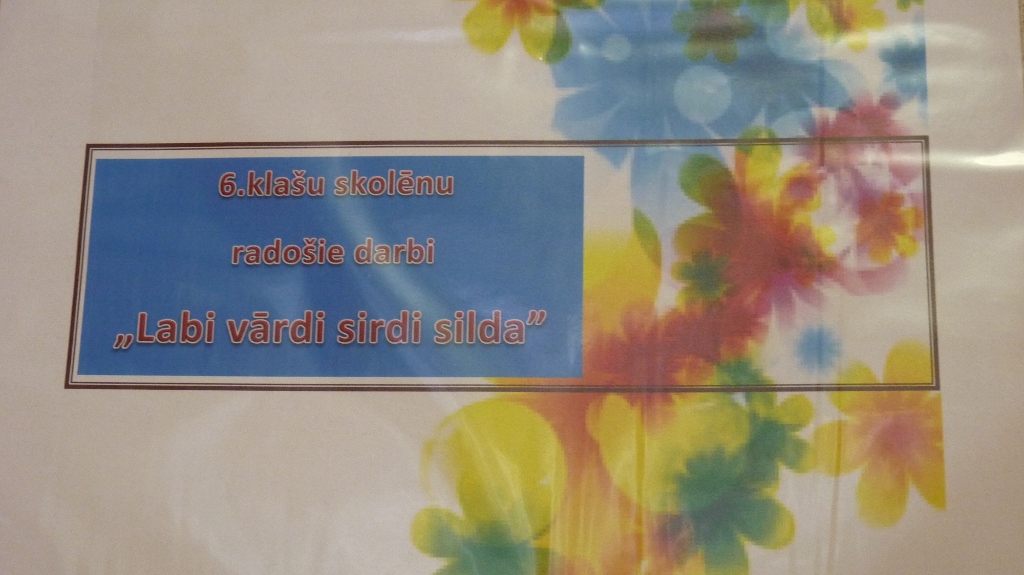 6.klašu skolēnu
radošie darbi
„Labi vārdi sirdi silda”